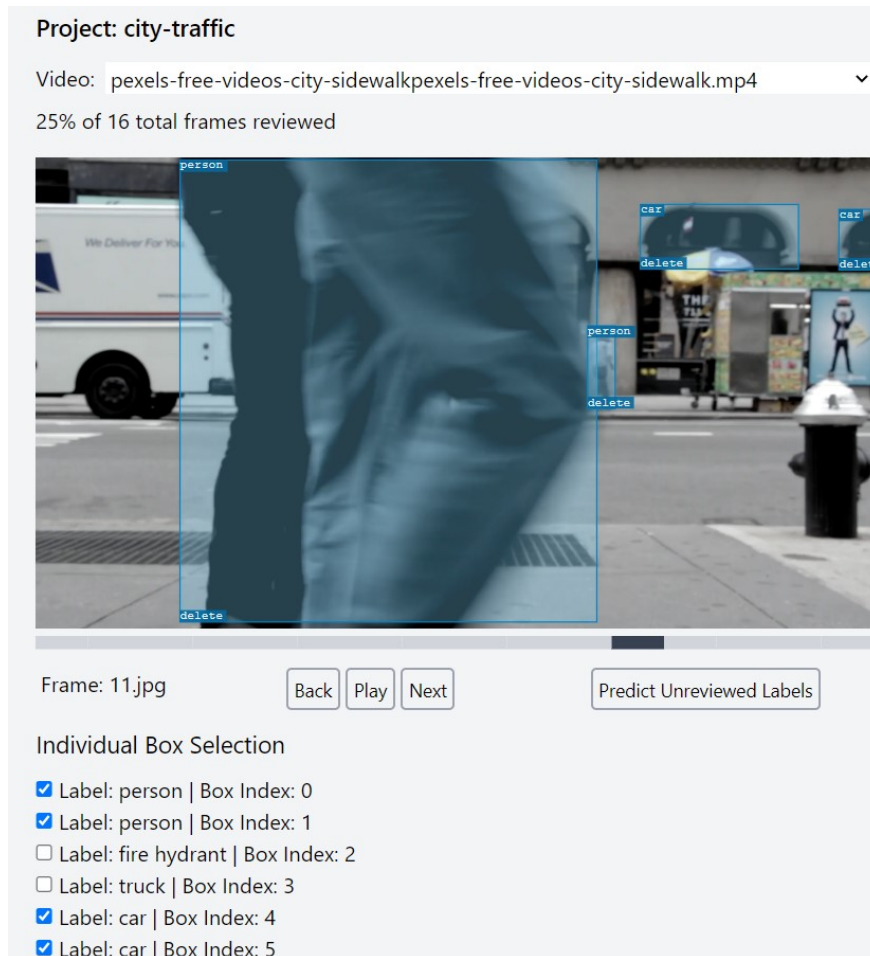 Project: city-traffic
Video: pexels-free-videos-city-sidewalkpexels-free-videos-city-sidewalk.mp4
25% of 16 total frames reviewed
person
car
car
We Deliver For You
delete
delete
THE
person
delete
delete
Frame: 11.jpg
Back Play Next Predict Unreviewed Labels
Individual Box Selection
Label: person | Box Index: 0
Label: person | Box Index: 1
Label: fire hydrant | Box Index: 2
Label: truck | Box Index: 3
Label: car | Box Index: 4
Label: car | Box Index: 5